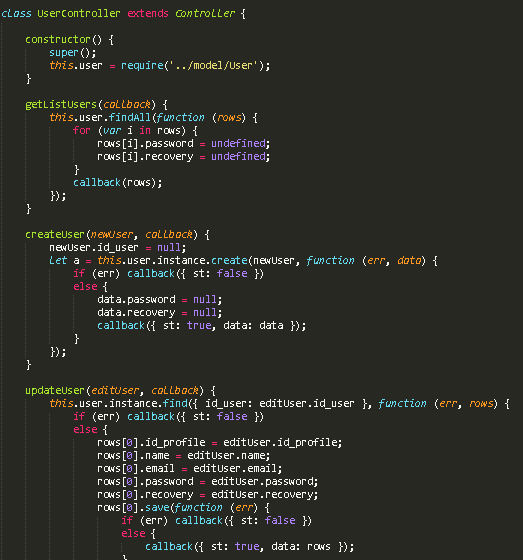 class UserController extends Controller {
constructor() {
super();
this.user = require('../model/User');
}
getListUsers(callback) {
this.user.findAll(function (rows) {
for (var i in rows) {
rows[i].password = undefined;
rows[i].recovery = undefined;
}
callback(rows);
});
}
createUser(newUser, callback) {
newUser.id_user = null;
let a = this.user.instance.create(newUser, function (err, data) {
if (err) callback({ st: false })
else {
data.password = null;
data.recovery = null;
callback({ st: true, data: data });
}
});
}
updateUser(editUser, callback) {
this.user.instance.find({ id_user: editUser.id_user }, function (err, rows) {
if (err) callback({ st: false })
else {
rows[0].id_profile = editUser.id_profile;
rows[0].name = editUser.name;
rows[0].email = editUser.email;
rows[0].password = editUser.password;
rows[0].recovery = editUser.recovery;
rows[0].save(function (err) {
if (err) callback({ st: false })
else {
callback({ st: true, data: rows });
}